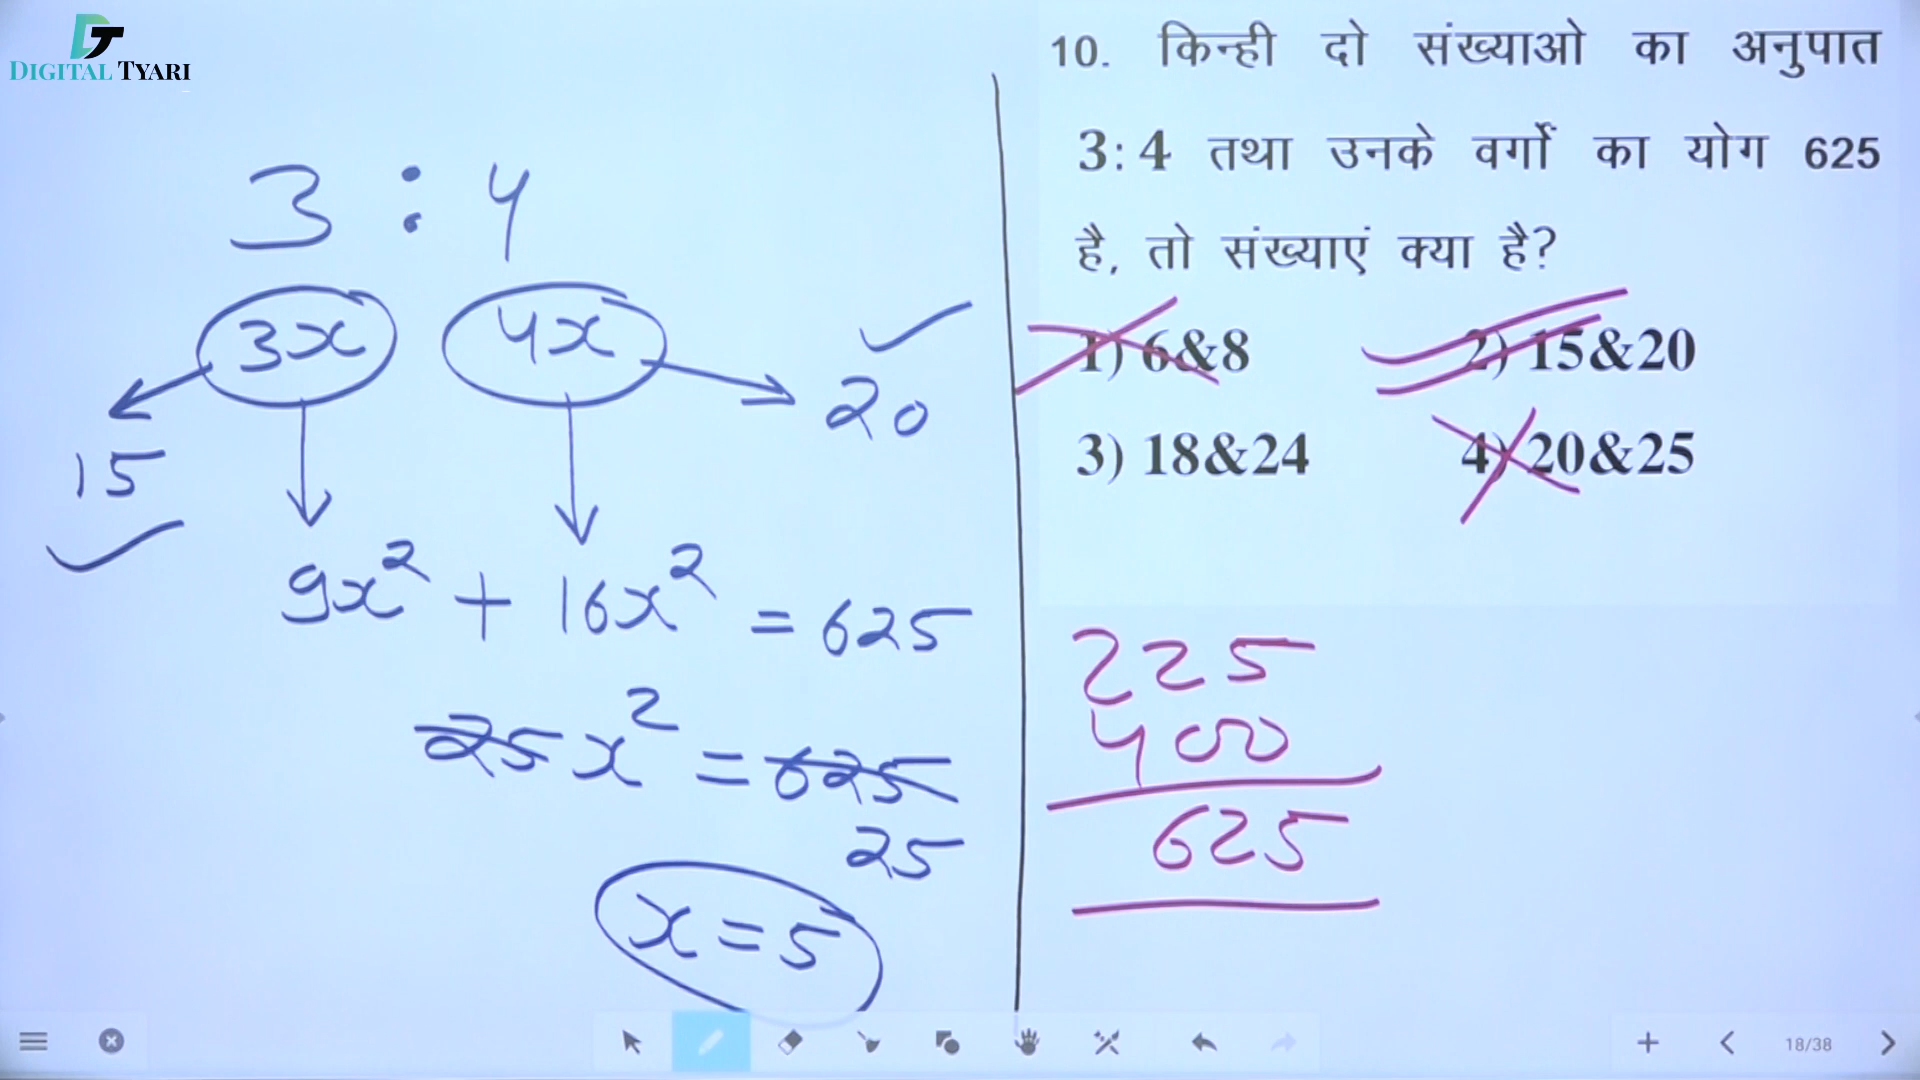 DIGITAL TYARI
10. किन्ही दो संख्याओ का अनुपात
3:4 तथा उनके वर्गों का योग 625
है, तो संख्याएं क्या है?
1) 6&8 2) 15&20
3) 18&24 4) 20&25
3 : 4
3x 4x
15 20
9x² + 16x² = 625
25x² = 625
25
x = 5
225
400
625
18/38